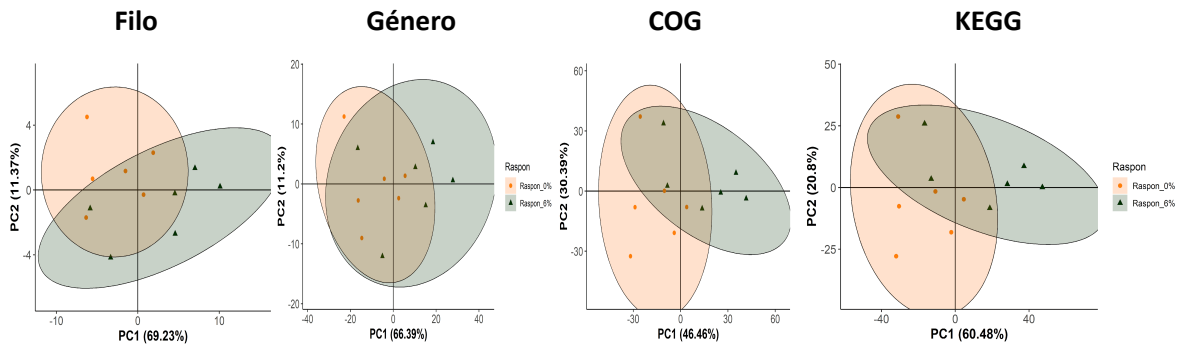 Filo
Género
COG
KEGG
PC2 (11.37%)
4
0
-4
-10
0
10
PC1 (69.23%)
PC2 (11.2%)
20
10
0
-10
-20
-40
-20
0
20
40
PC1 (66.39%)
Raspon
Raspon_0%
Raspon_6%
PC2 (30.39%)
60
30
0
-30
-30
0
30
60
PC1 (46.46%)
PC2 (20.8%)
50
25
0
-25
-40
0
40
PC1 (60.48%)
Raspon
Raspon_0%
Raspon_6%